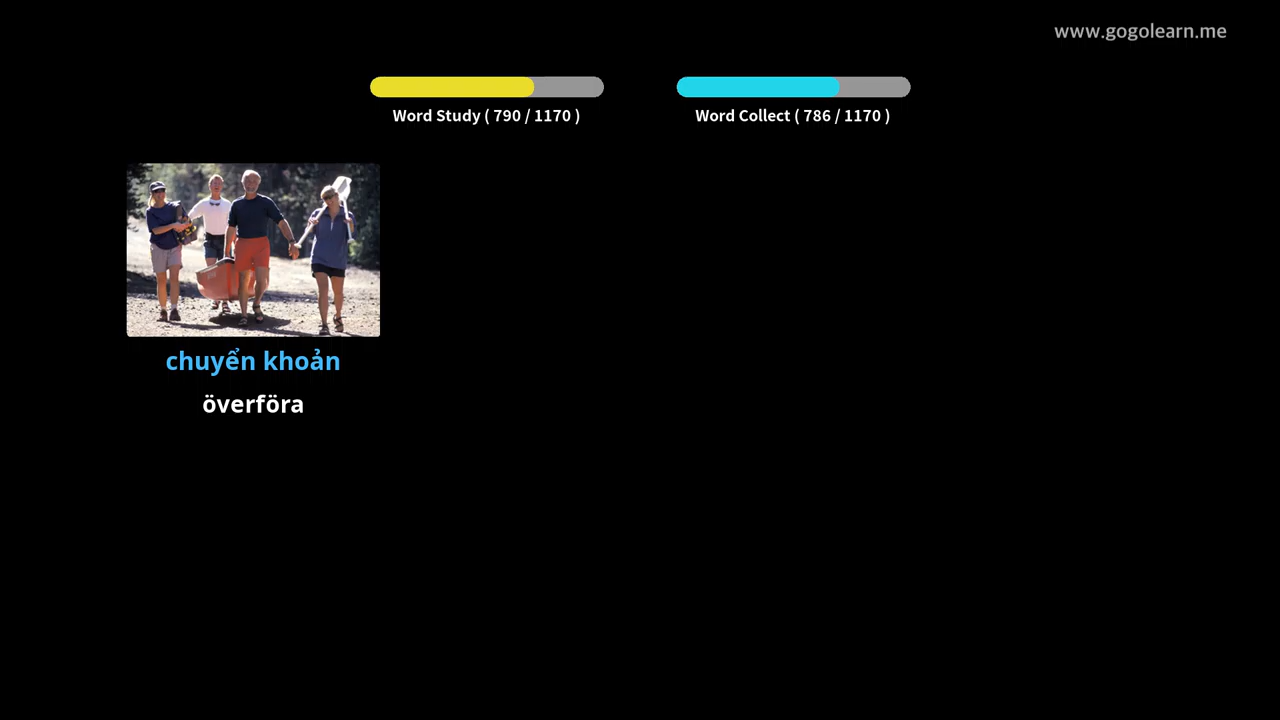 www.gogolearn.me
Word Study ( 790 / 1170 )
Word Collect ( 786 / 1170 )
chuyển khoản
överföra